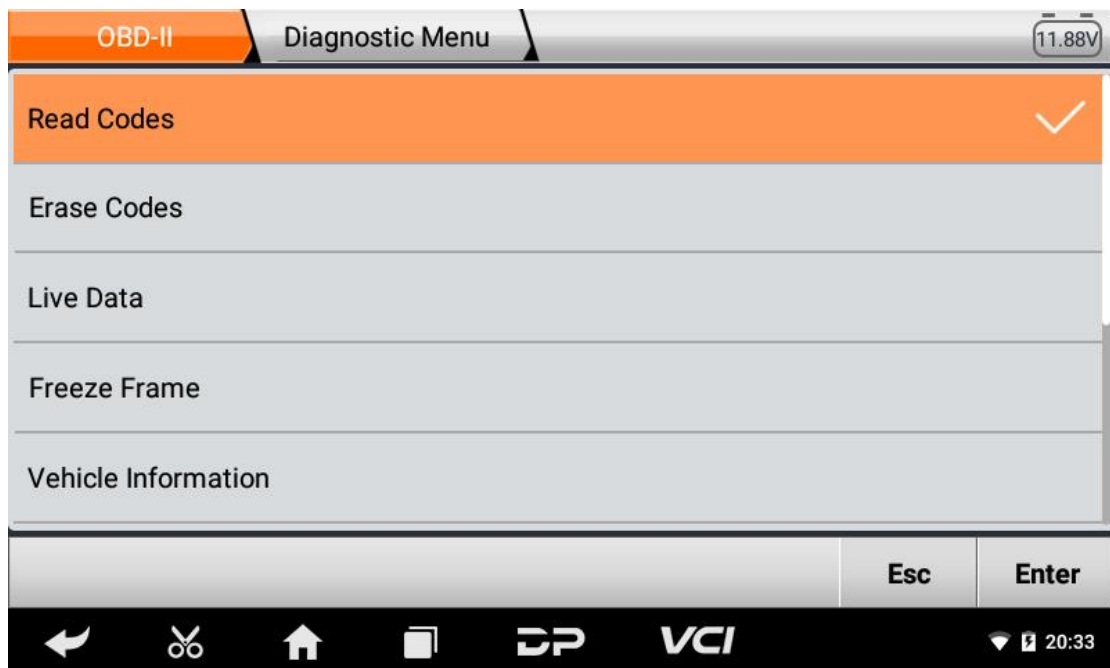 OBD-II
Diagnostic Menu
11.88V
Read Codes
Erase Codes
Live Data
Freeze Frame
Vehicle Information
Esc
Enter
DP
VCI
20:33